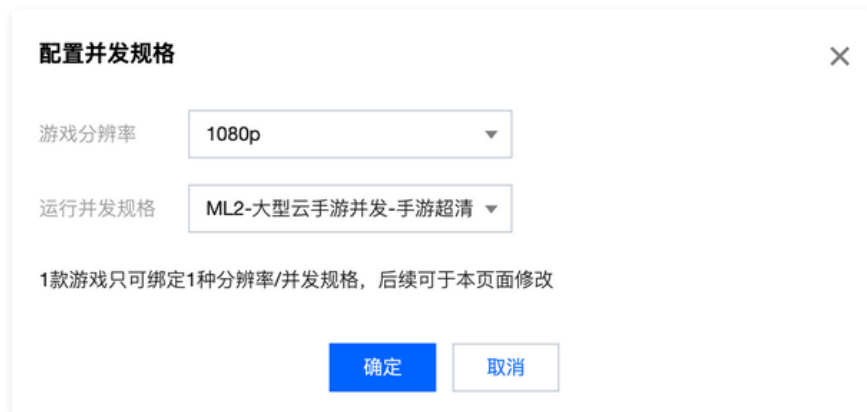 配置并发规格
游戏分辨率 1080p
运行并发规格 ML2-大型云手游并发-手游超清
1款游戏只可绑定1种分辨率/并发规格，后续可于本页面修改
确定 取消